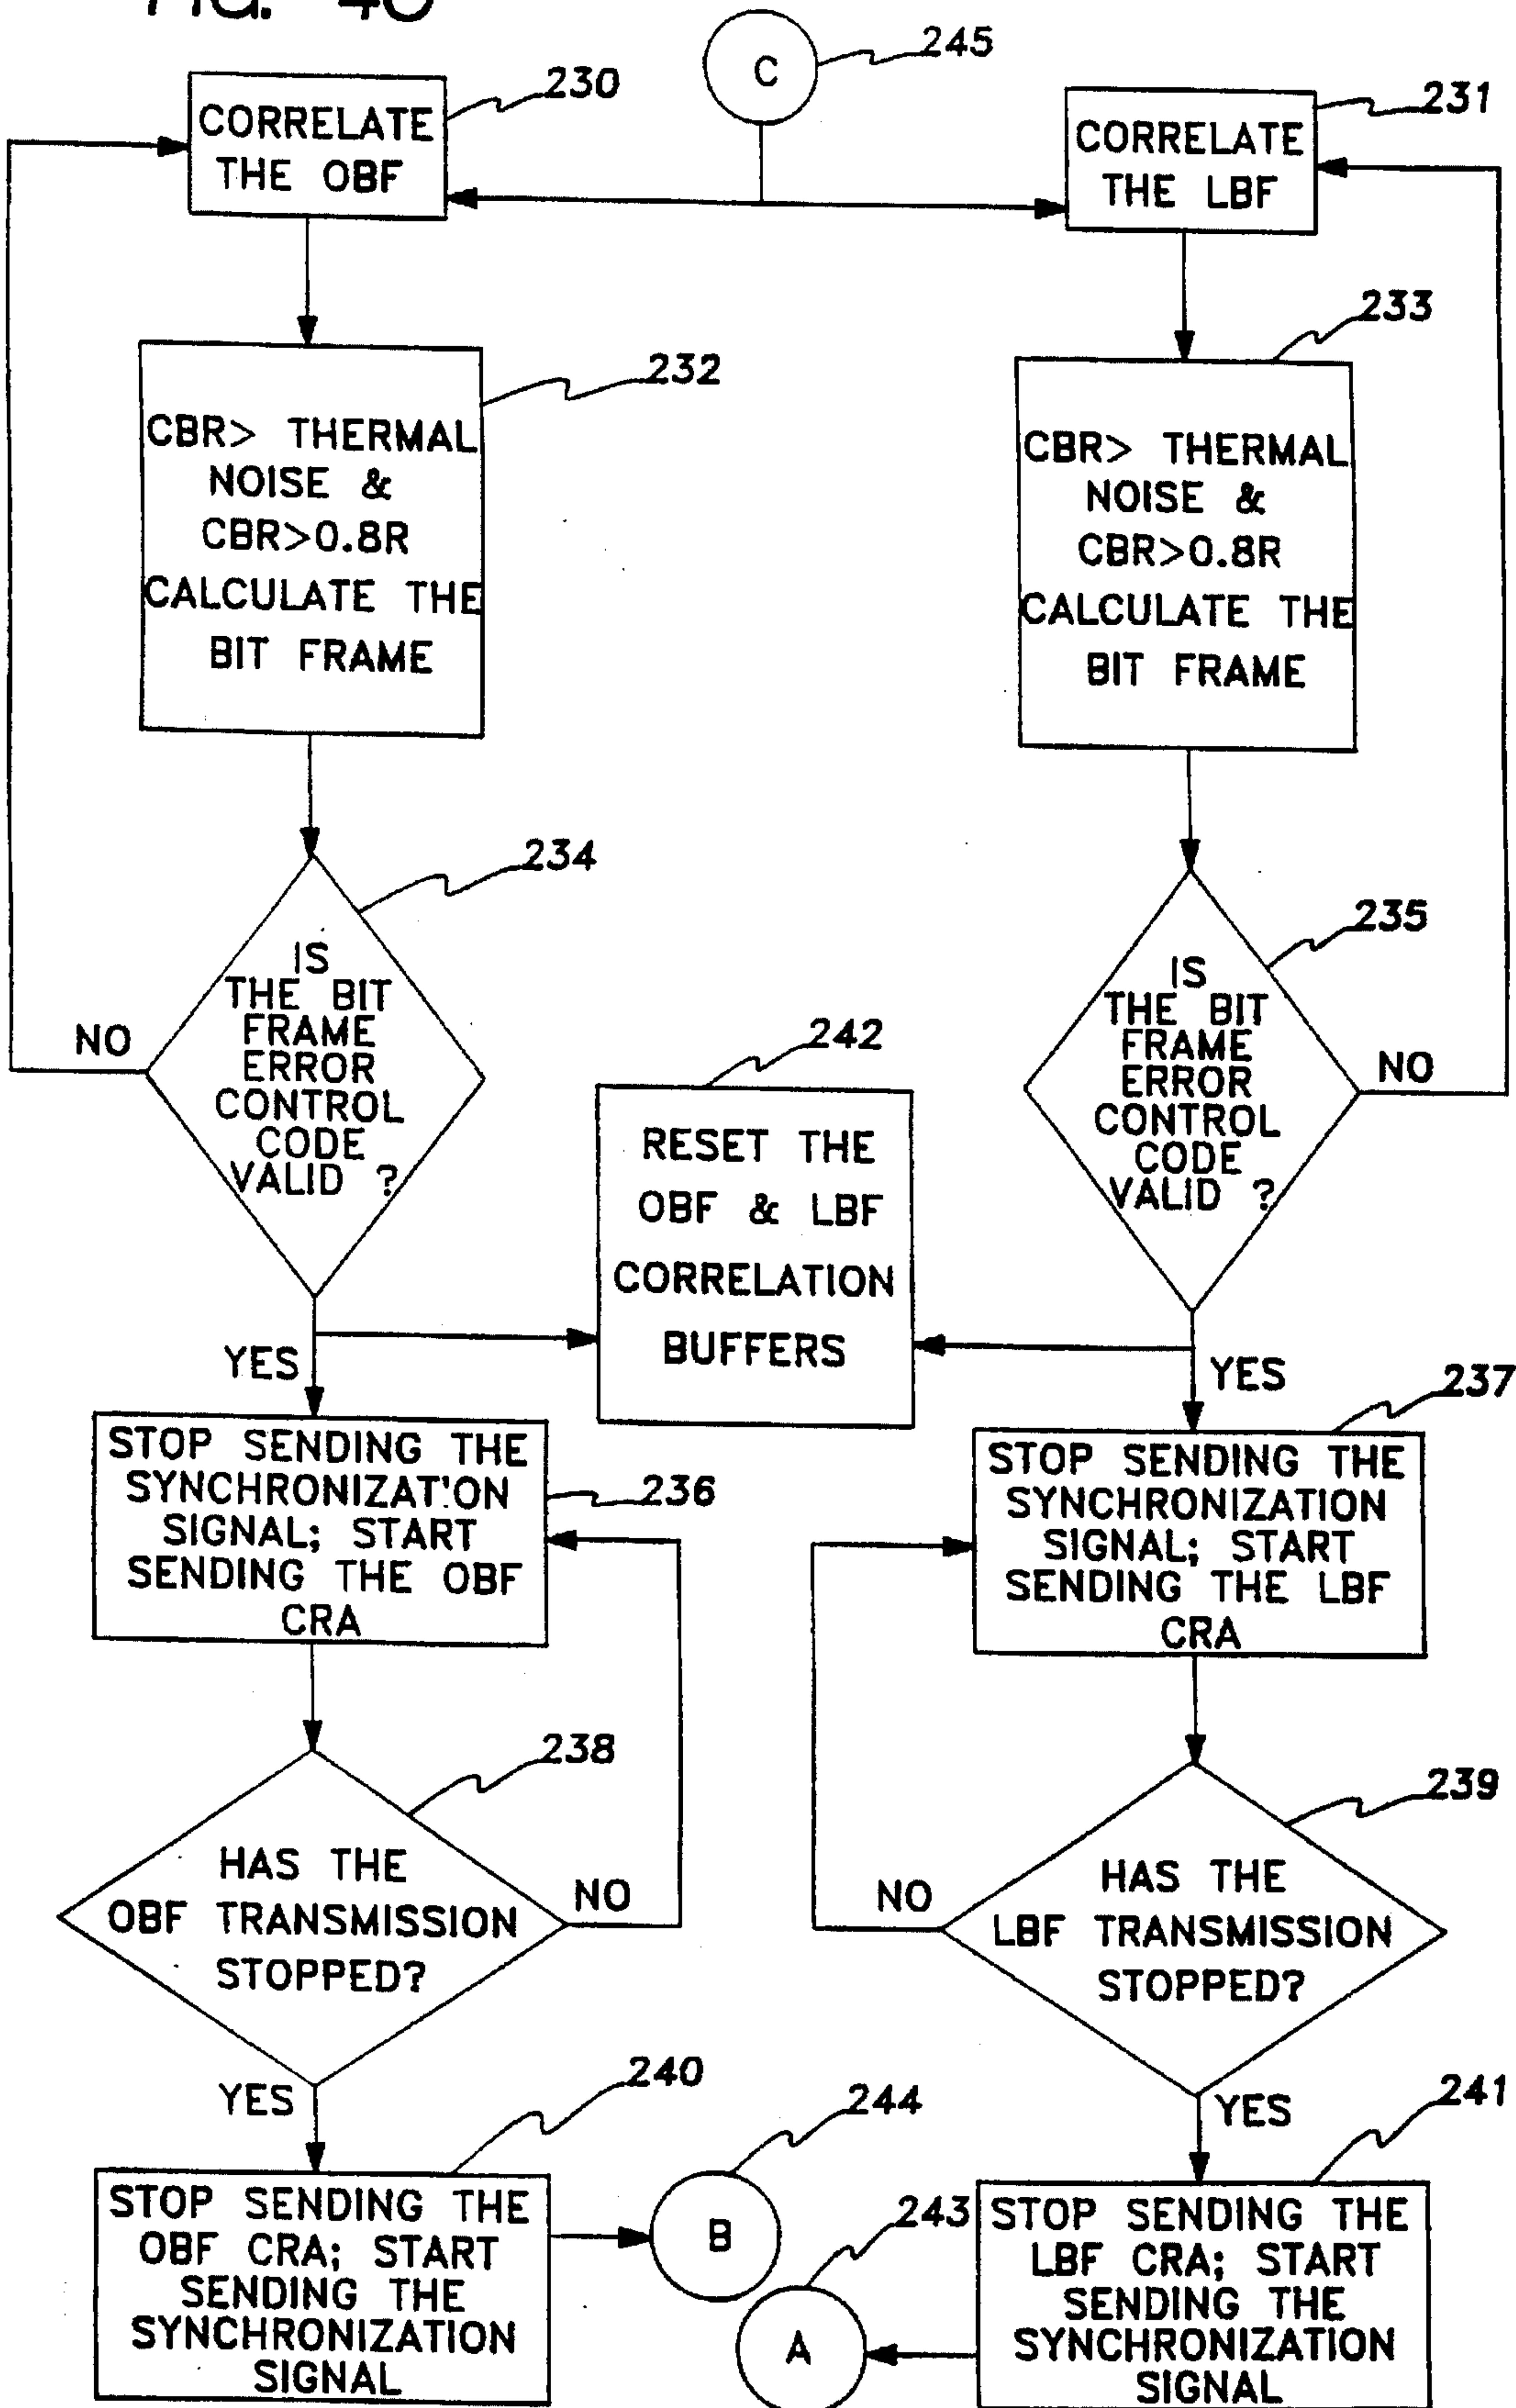 FIG. 4C
C
245
230
CORRELATE
THE OBF
231
CORRELATE
THE LBF
232
CBR> THERMAL
NOISE &
CBR>0.8R
CALCULATE THE
BIT FRAME
233
CBR> THERMAL
NOISE &
CBR>0.8R
CALCULATE THE
BIT FRAME
234
IS
THE BIT
FRAME
ERROR
CONTROL
CODE
VALID ?
NO
235
IS
THE BIT
FRAME
ERROR
CONTROL
CODE
VALID ?
NO
242
RESET THE
OBF & LBF
CORRELATION
BUFFERS
YES
YES
236
STOP SENDING THE
SYNCHRONIZATION
SIGNAL; START
SENDING THE OBF
CRA
237
STOP SENDING THE
SYNCHRONIZATION
SIGNAL; START
SENDING THE LBF
CRA
238
HAS THE
OBF TRANSMISSION
STOPPED?
NO
239
HAS THE
LBF TRANSMISSION
STOPPED?
NO
YES
YES
240
STOP SENDING THE
OBF CRA; START
SENDING THE
SYNCHRONIZATION
SIGNAL
244
B
243
A
241
STOP SENDING THE
LBF CRA; START
SENDING THE
SYNCHRONIZATION
SIGNAL